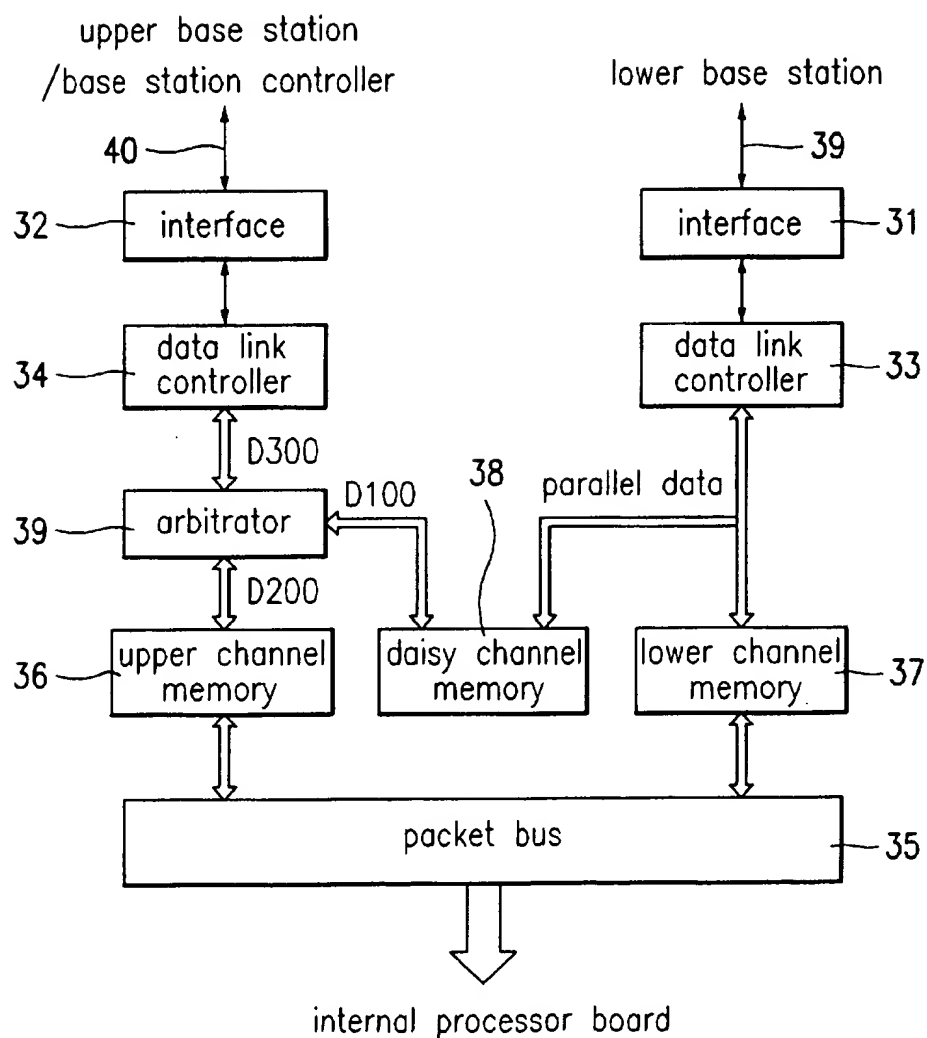 upper base station
/base station controller
lower base station
40
39
32
interface
interface
31
34
data link
controller
data link
controller
33
D300
38
parallel data
D100
39
arbitrator
D200
36
upper channel
memory
daisy channel
memory
lower channel
memory
37
packet bus
35
internal processor board